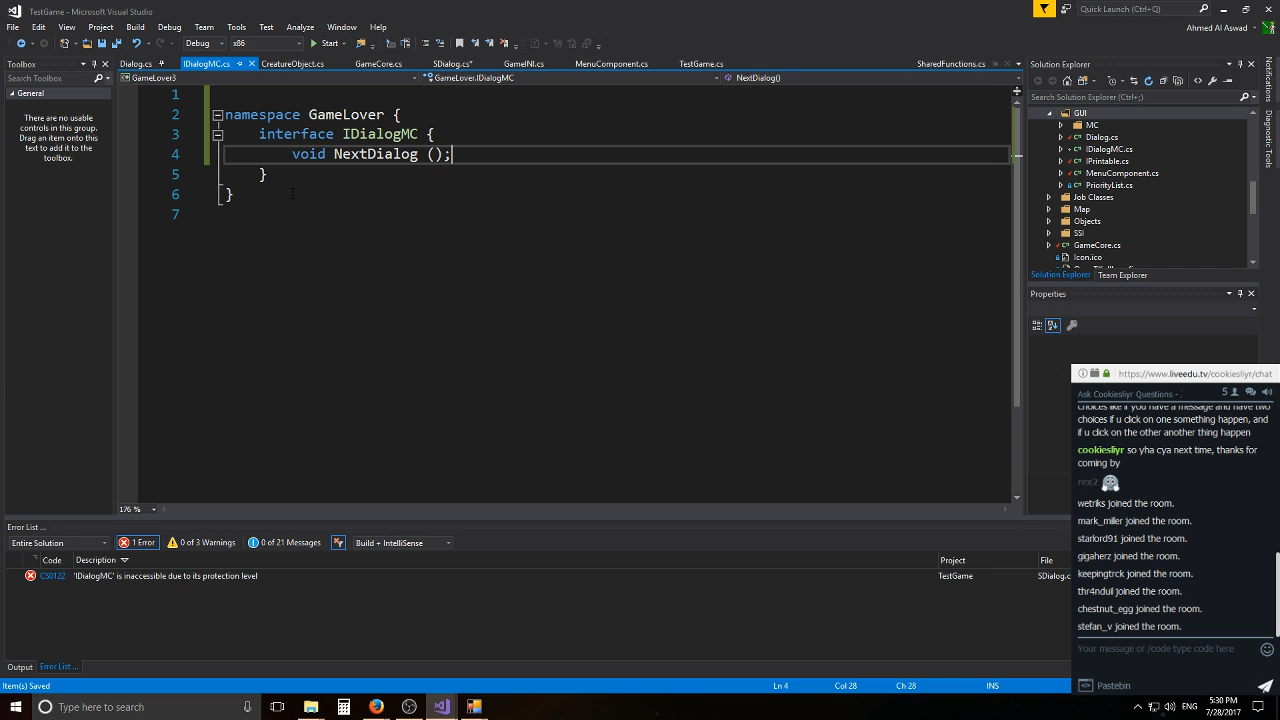 TestGame - Microsoft Visual Studio
Quick Launch (Ctrl+Q)
File Edit View Project Build Debug Team Tools Test Analyze Window Help
Ahmed Al Aswad
Debug x86 Start
Toolbox
Dialog.cs IDialogMC.cs CreatureObject.cs GameCore.cs SDialog.cs* GameINI.cs MenuComponent.cs TestGame.cs SharedFunctions.cs
Solution Explorer
Search Toolbox
GameLover3 GameLover.IDialogMC NextDialog()
General
There are no usable
controls in this group.
Drag an item onto this
text to add it to the
toolbox.
1
2 namespace GameLover {
3 interface IDialogMC {
4 void NextDialog ();
5 }
6 }
7
Search Solution Explorer (Ctrl+;)
GUI
MC
Dialog.cs
IDialogMC.cs
IPrintable.cs
MenuComponent.cs
PriorityList.cs
Job Classes
Map
Objects
SSI
GameCore.cs
Icon.ico
Solution Explorer Team Explorer
Properties
Notifications
Diagnostic Tools
176 %
Error List ...
Entire Solution 1 Error 0 of 3 Warnings 0 of 21 Messages Build + IntelliSense
Code Description Project File
CS0122 'IDialogMC' is inaccessible due to its protection level TestGame SDialog.c
Output Error List ...
Item(s) Saved Ln 4 Col 28 Ch 28 INS
https://www.liveedu.tv/cookiesliyr/chat
Ask Cookiesliyr Questions - 5
choices like if you have a message and have two
choices if u click on one something happen, and
if u click on the other another thing happen
cookiesliyr so yha cya next time, thanks for
coming by
rex2
wetriks joined the room.
mark_miller joined the room.
starlord91 joined the room.
gigaherz joined the room.
keepingtrck joined the room.
thr4nduil joined the room.
chestnut_egg joined the room.
stefan_v joined the room.
Your message or /code type code here
Pastebin
Type here to search
ENG
5:30 PM
7/28/2017